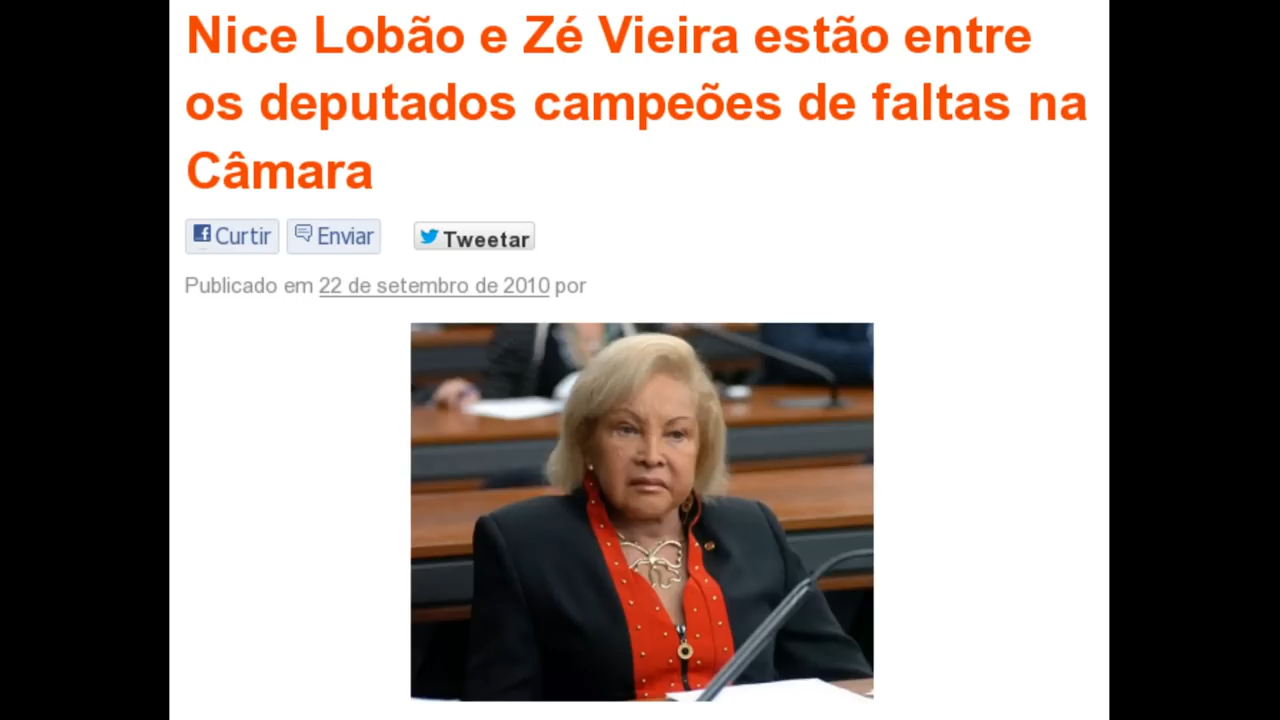 Nice Lobão e Zé Vieira estão entre
os deputados campeões de faltas na
Câmara
Curtir Enviar Tweetar
Publicado em 22 de setembro de 2010 por